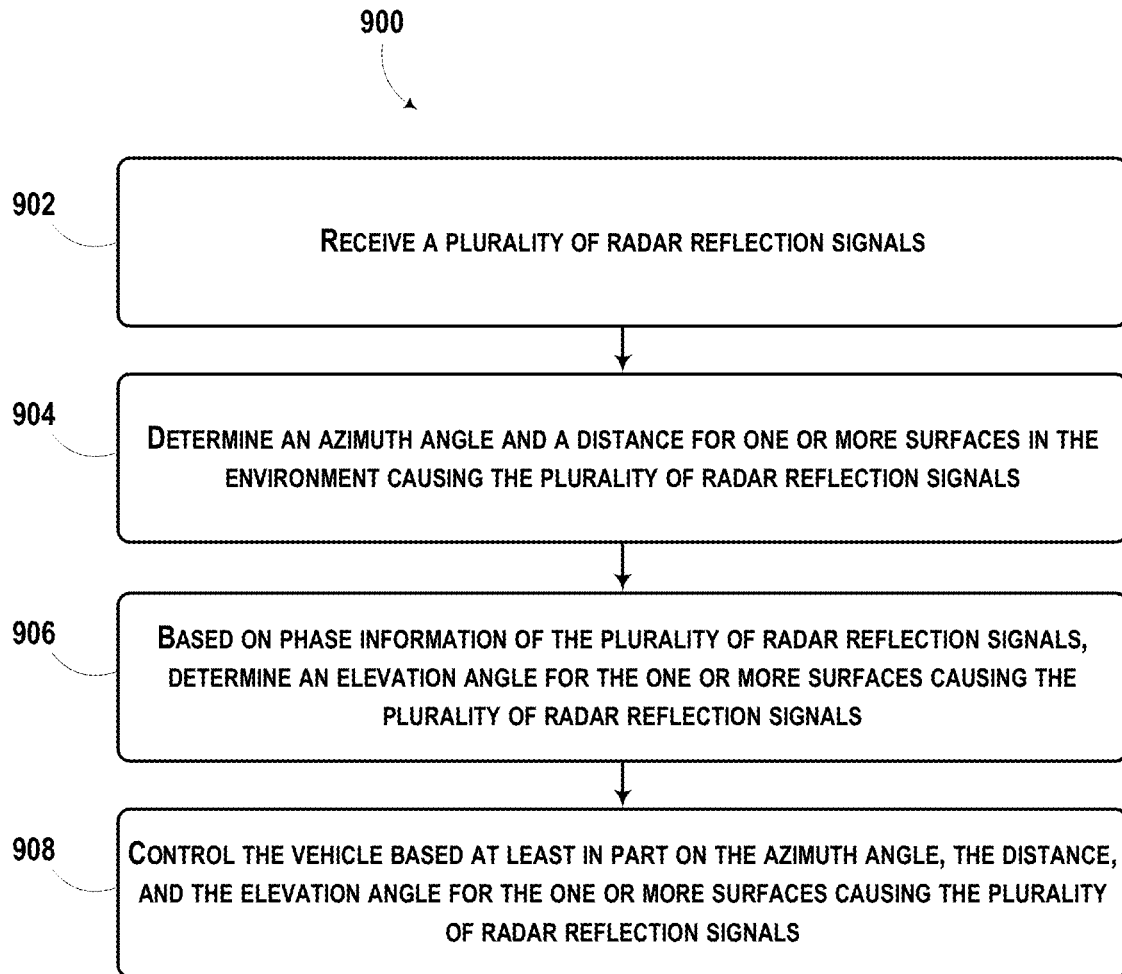 900
902
RECEIVE A PLURALITY OF RADAR REFLECTION SIGNALS
904
DETERMINE AN AZIMUTH ANGLE AND A DISTANCE FOR ONE OR MORE SURFACES IN THE
ENVIRONMENT CAUSING THE PLURALITY OF RADAR REFLECTION SIGNALS
906
BASED ON PHASE INFORMATION OF THE PLURALITY OF RADAR REFLECTION SIGNALS,
DETERMINE AN ELEVATION ANGLE FOR THE ONE OR MORE SURFACES CAUSING THE
PLURALITY OF RADAR REFLECTION SIGNALS
908
CONTROL THE VEHICLE BASED AT LEAST IN PART ON THE AZIMUTH ANGLE, THE DISTANCE,
AND THE ELEVATION ANGLE FOR THE ONE OR MORE SURFACES CAUSING THE PLURALITY
OF RADAR REFLECTION SIGNALS